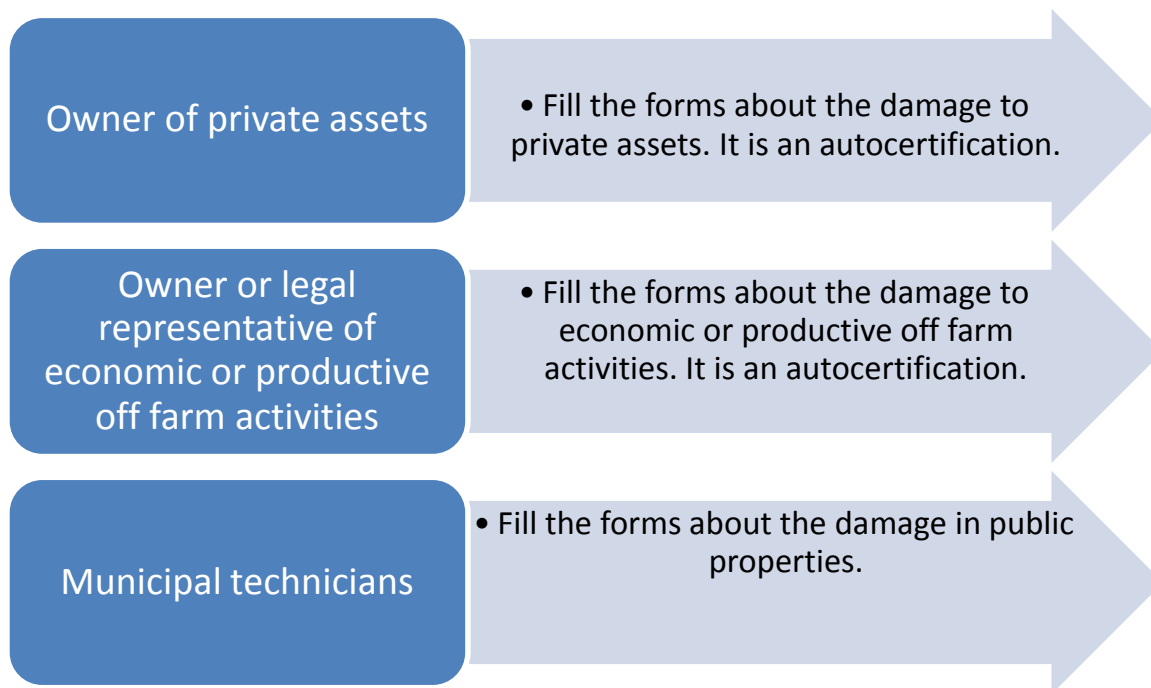 Owner of private assets
• Fill the forms about the damage to
private assets. It is an autocertification.
Owner or legal
representative of
economic or productive
off farm activities
• Fill the forms about the damage to
economic or productive off farm
activities. It is an autocertification.
Municipal technicians
• Fill the forms about the damage in public
properties.